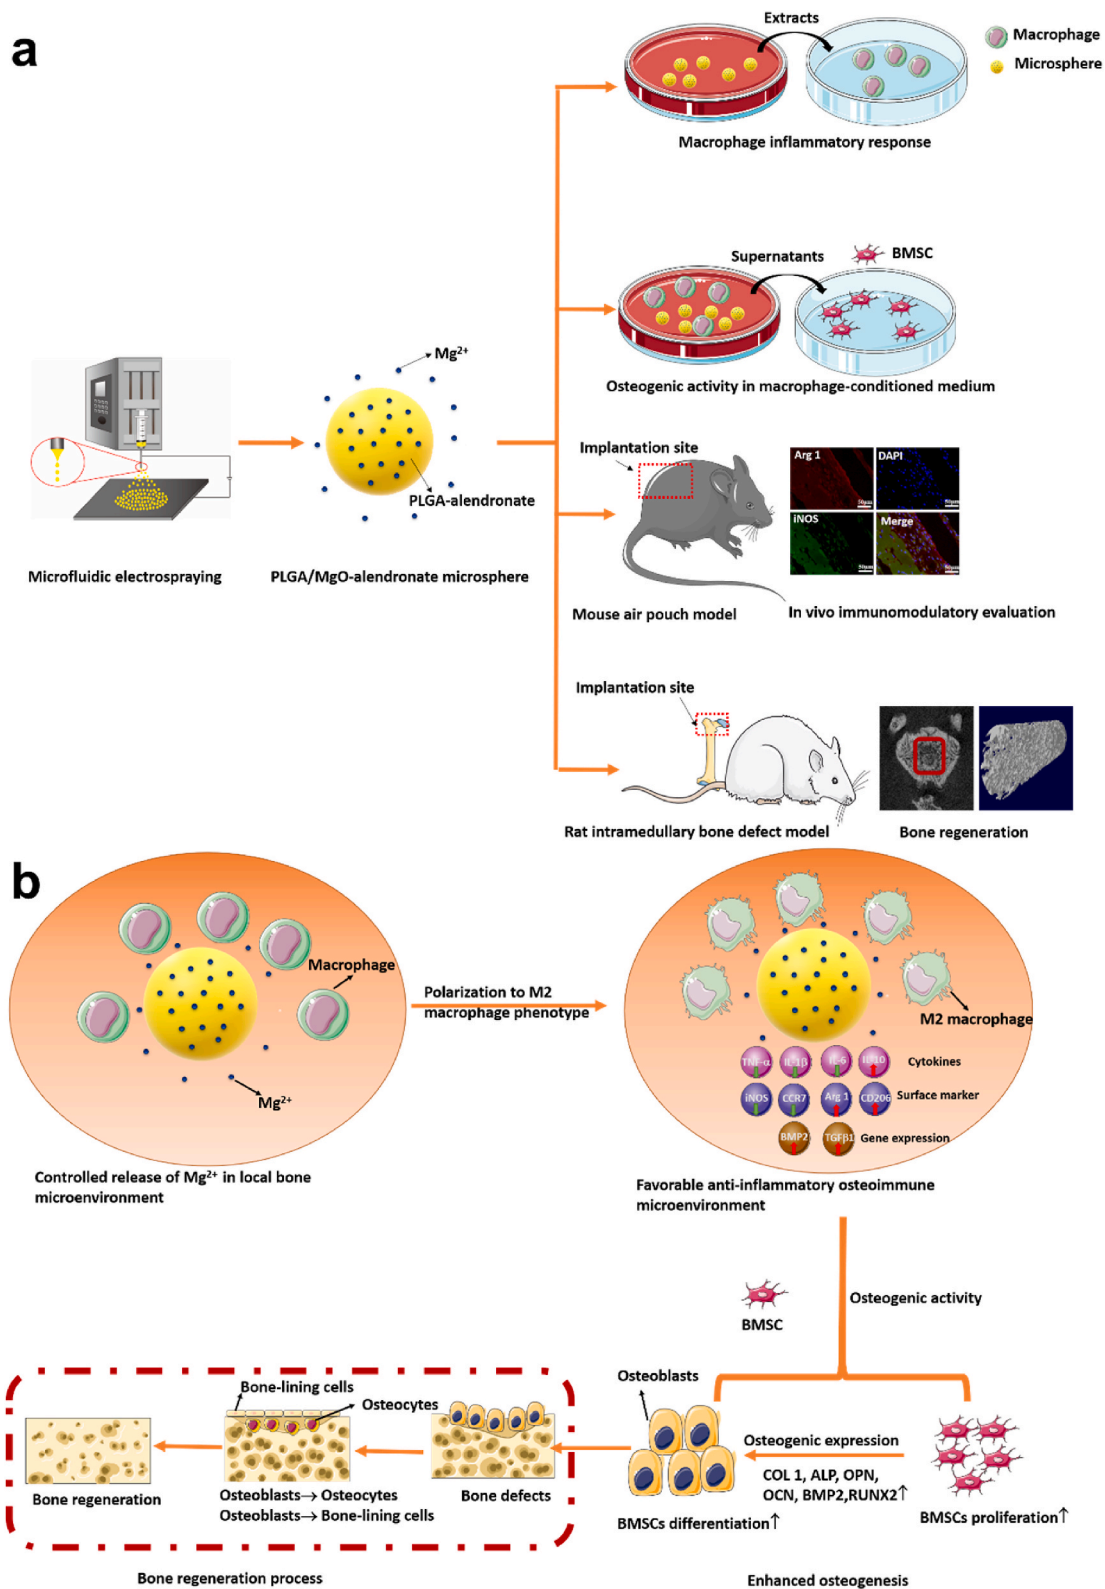 a
Extracts
Macrophage
Microsphere
Macrophage inflammatory response
Supernatants
BMSC
Osteogenic activity in macrophage-conditioned medium
Mg²⁺
PLGA-alendronate
Microfluidic electrospraying
PLGA/MgO-alendronate microsphere
Implantation site
Arg 1
DAPI
50μm
50μm
iNOS
Merge
50μm
50μm
Mouse air pouch model
In vivo immunomodulatory evaluation
Implantation site
Rat intramedullary bone defect model
Bone regeneration
b
Macrophage
Mg²⁺
Controlled release of Mg²⁺ in local bone
microenvironment
Polarization to M2
macrophage phenotype
M2 macrophage
TNF-α
IL-1β
IL-6
IL-10
Cytokines
iNOS
CCR7
Arg 1
CD206
Surface marker
BMP2
TGFβ1
Gene expression
Favorable anti-inflammatory osteoimmune
microenvironment
BMSC
Osteogenic activity
Osteoblasts
Osteogenic expression
COL 1, ALP, OPN,
OCN, BMP2,RUNX2↑
BMSCs differentiation↑
BMSCs proliferation↑
Enhanced osteogenesis
Bone-lining cells
Osteocytes
Bone regeneration
Osteoblasts→ Osteocytes
Osteoblasts→ Bone-lining cells
Bone defects
Bone regeneration process